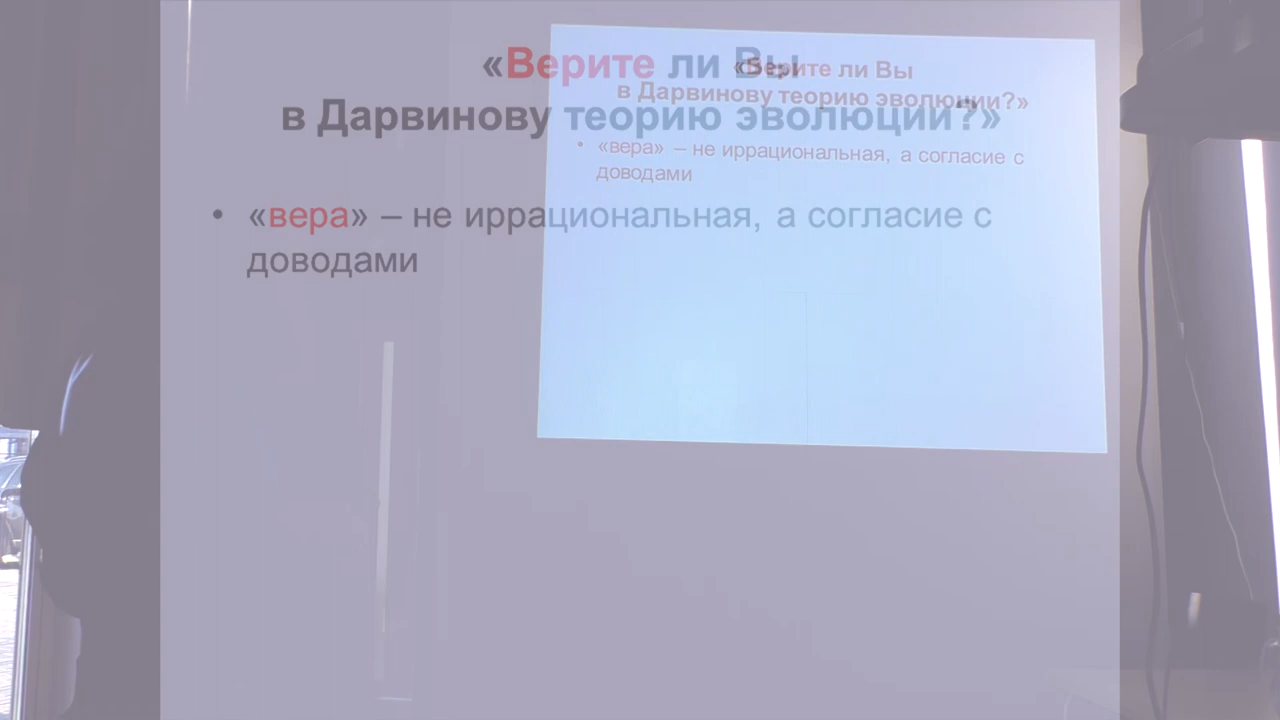 «Верите ли Вы
в Дарвинову теорию эволюции?»
• «вера» – не иррациональная, а согласие с
доводами
«Верите ли Вы
в Дарвинову теорию эволюции?»
• «вера» – не иррациональная, а согласие с
доводами